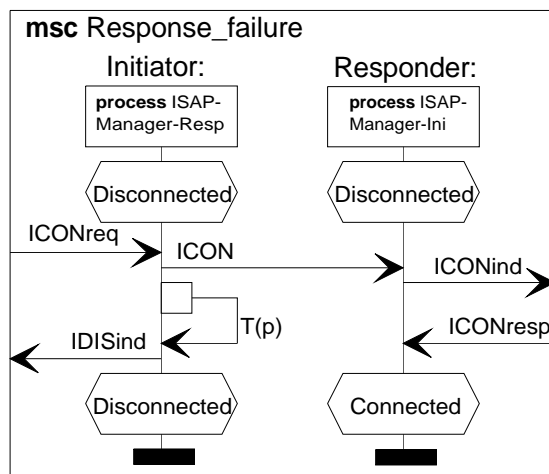 msc Response_failure
Initiator:
Responder:
process ISAP-
Manager-Resp
process ISAP-
Manager-Ini
Disconnected
Disconnected
ICONreq
ICON
ICONind
T(p)
ICONresp
IDISind
Disconnected
Connected